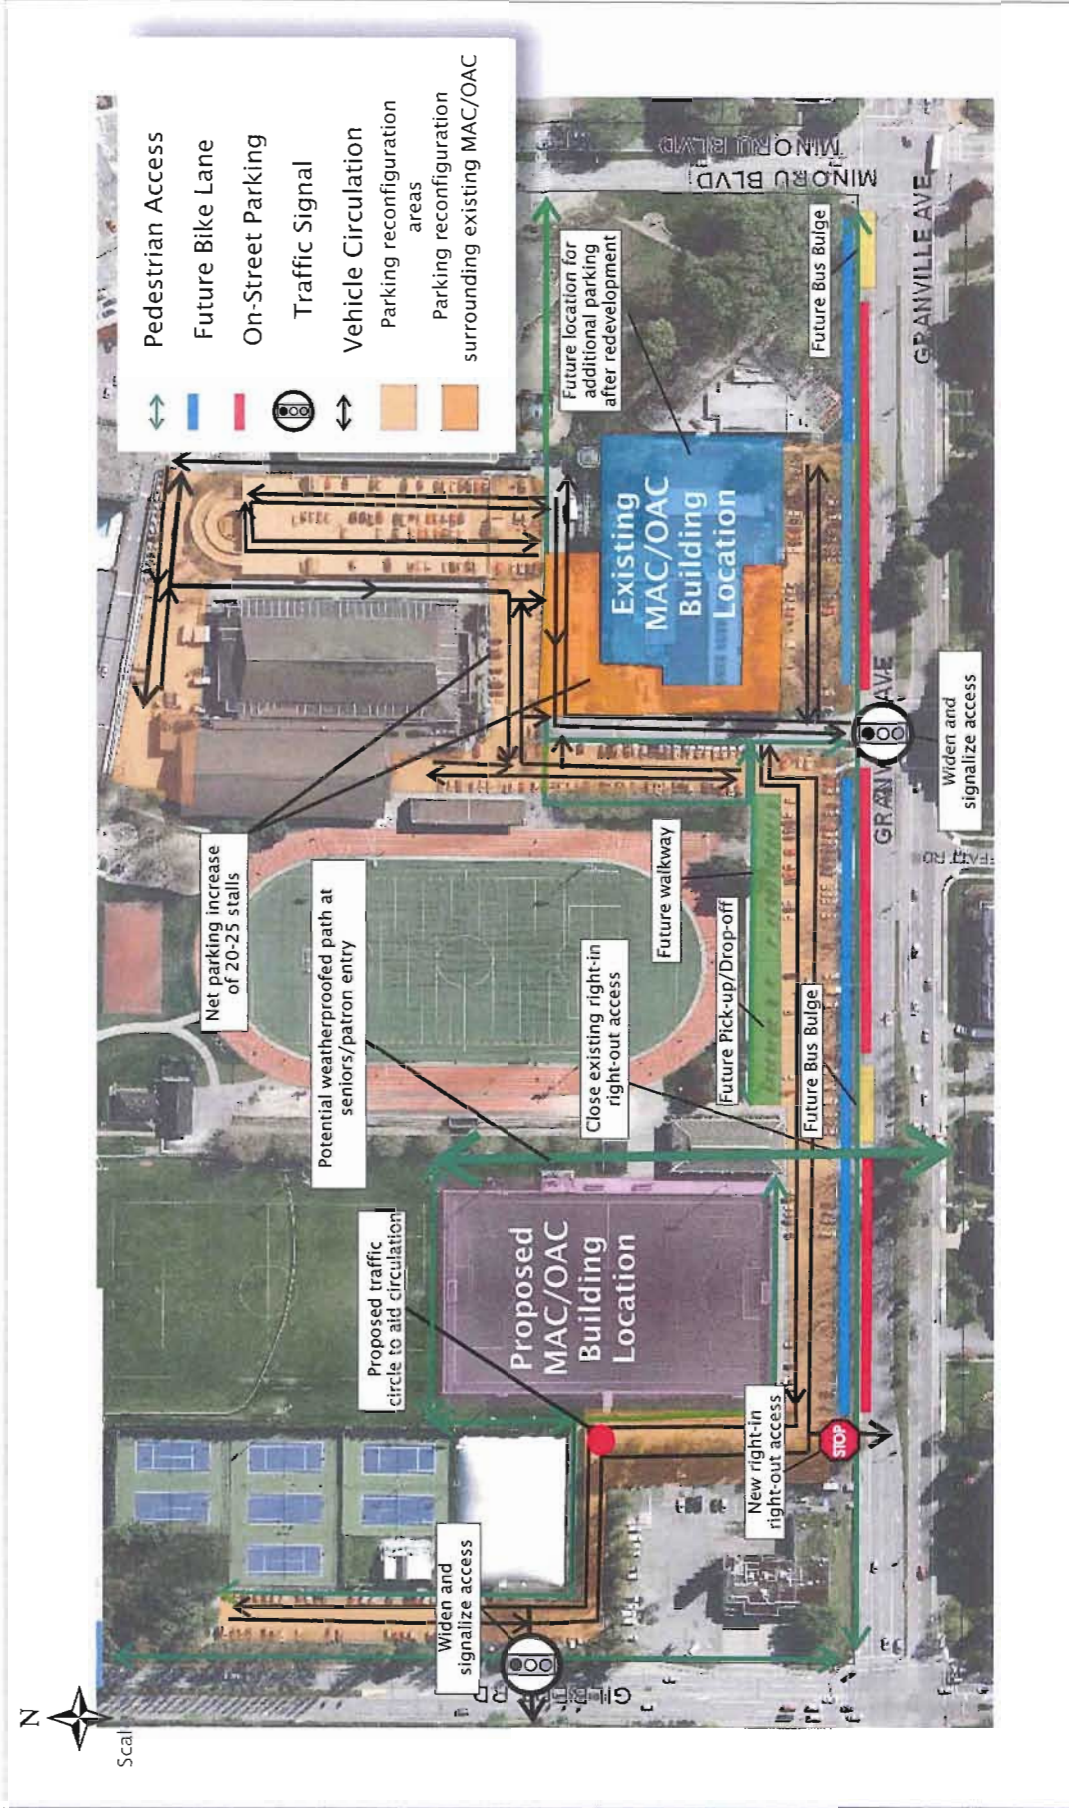 N
Scal
Pedestrian Access
Future Bike Lane
On-Street Parking
Traffic Signal
Vehicle Circulation
Parking reconfiguration
areas
Parking reconfiguration
surrounding existing MAC/OAC
Net parking increase
of 20-25 stalls
Potential weatherproofed path at
seniors/patron entry
Proposed traffic
circle to aid circulation
Widen and
signalize access
Proposed
MAC/OAC
Building
Location
Close existing right-in
right-out access
Future walkway
Future Pick-up/Drop-off
Future Bus Bulge
New right-in
right-out access
STOP
Existing
MAC/OAC
Building
Location
Future location for
additional parking
after redevelopment
Future Bus Bulge
Widen and
signalize access
MINORU BLVD
MINORU BLVD
GRANVILLE AVE
GRANV
AVE
RD